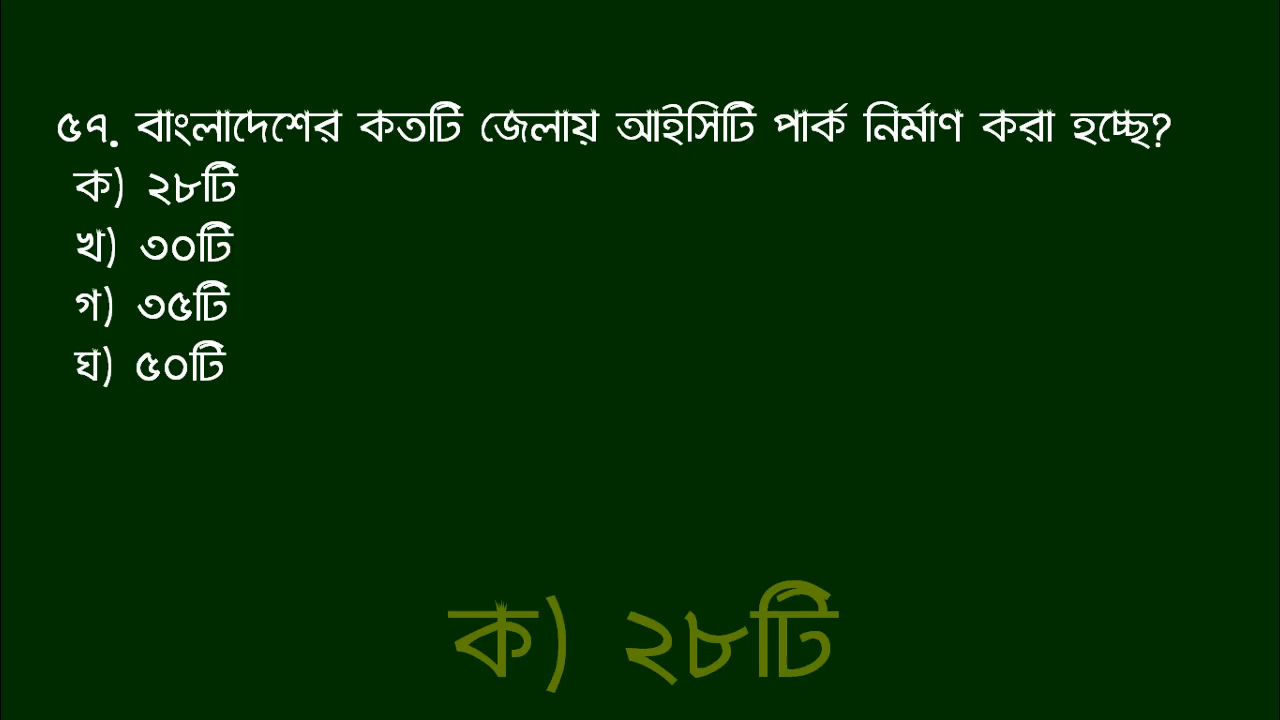 ৫৭. বাংলাদেশের কতটি জেলায় আইসিটি পার্ক নির্মাণ করা হচ্ছে?
ক) ২৮টি
খ) ৩০টি
গ) ৩৫টি
ঘ) ৫০টি
ক) ২৮টি